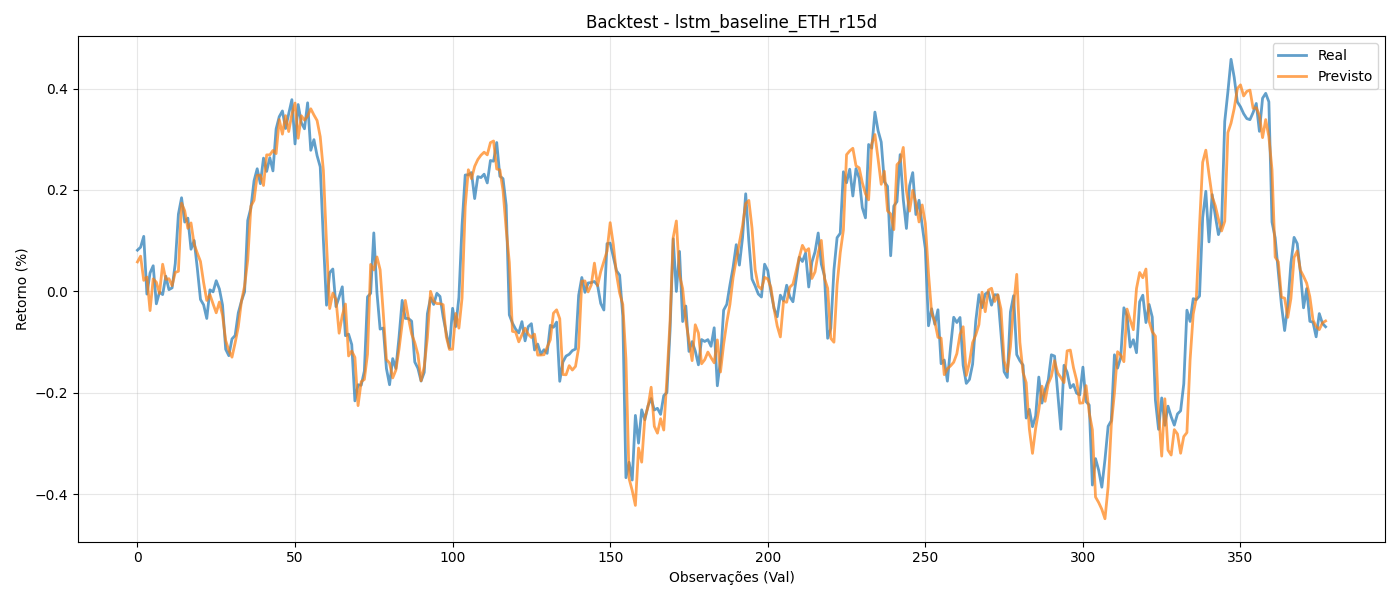 Backtest - lstm_baseline_ETH_r15d
Real
Previsto
Retorno (%)
0.4
0.2
0.0
−0.2
−0.4
0 50 100 150 200 250 300 350
Observações (Val)